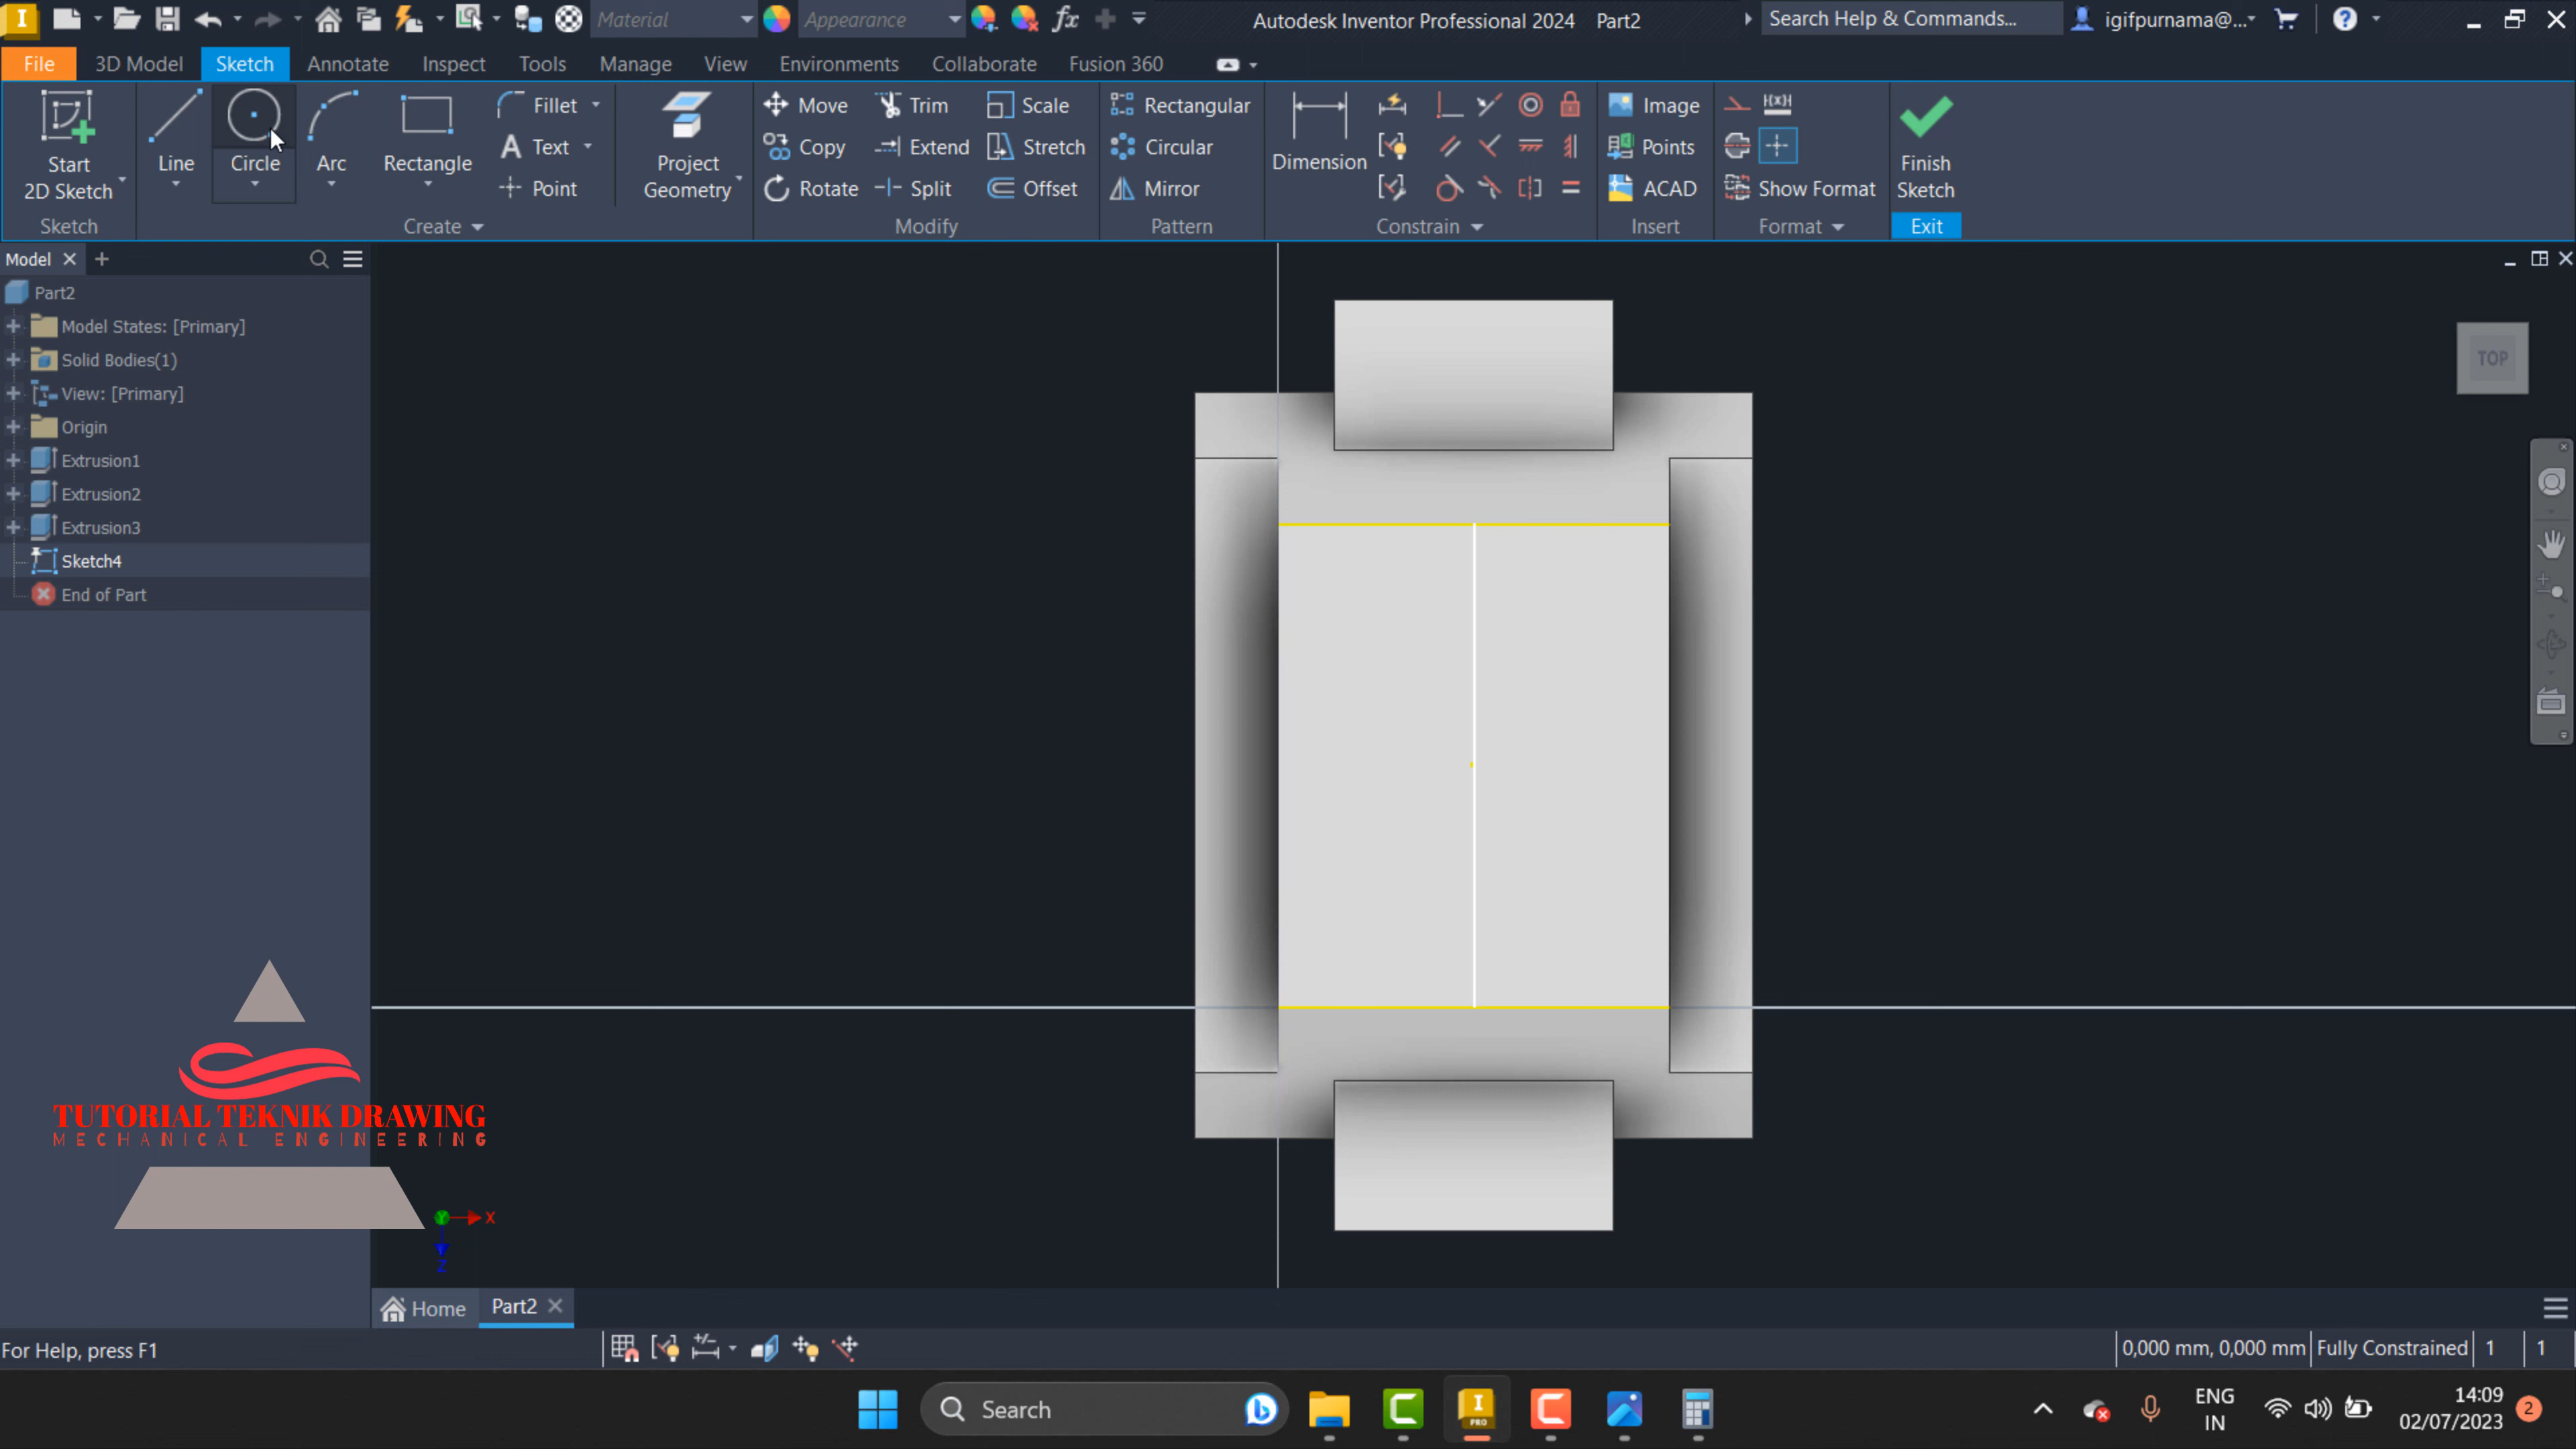 Material
Appearance
fx
Autodesk Inventor Professional 2024 Part2
Search Help & Commands...
igifpurnama@...
File 3D Model Sketch Annotate Inspect Tools Manage View Environments Collaborate Fusion 360
Start
2D Sketch
Line
Circle
Arc
Rectangle
Fillet
Text
Point
Project
Geometry
Move
Copy
Rotate
Trim
Extend
Split
Scale
Stretch
Offset
Rectangular
Circular
Mirror
Dimension
Image
Points
ACAD
Show Format
Finish
Sketch
Sketch Create Modify Pattern Constrain Insert Format Exit
Model
Part2
Model States: [Primary]
Solid Bodies(1)
View: [Primary]
Origin
Extrusion1
Extrusion2
Extrusion3
Sketch4
End of Part
TOP
TUTORIAL TEKNIK DRAWING
MECHANICAL ENGINEERING
Y X
Z
Home Part2
For Help, press F1
0,000 mm, 0,000 mm Fully Constrained 1 1
Search
I
PRO
ENG
IN
14:09
02/07/2023
2